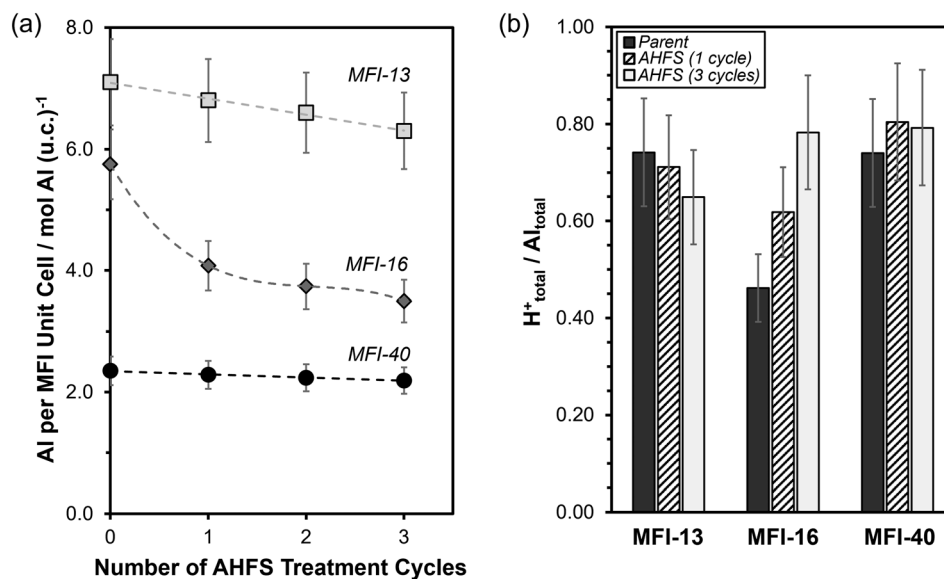 (a)
8.0
6.0
4.0
2.0
0.0
Al per MFI Unit Cell / mol Al (u.c.)⁻¹
MFI-13
MFI-16
MFI-40
0 1 2 3
Number of AHFS Treatment Cycles
(b)
1.00
0.80
0.60
0.40
0.20
0.00
H⁺total / Altotal
Parent
AHFS (1 cycle)
AHFS (3 cycles)
MFI-13 MFI-16 MFI-40